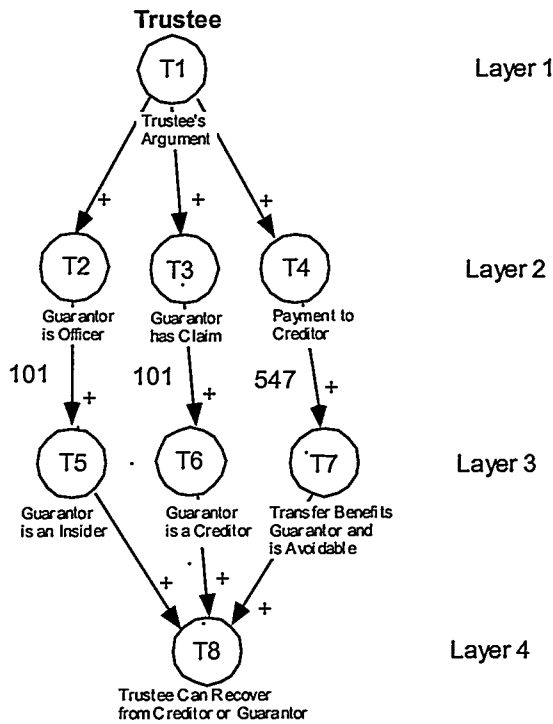 Trustee
T1
Layer 1
Trustee's
Argument
+
+
+
T2
T3
T4
Layer 2
Guarantor
is Officer
Guarantor
has Claim
Payment to
Creditor
101
+
101
+
547
+
T5
T6
T7
Layer 3
Guarantor
is an Insider
Guarantor
is a Creditor
Transfer Benefits
Guarantor and
is Avoidable
+
+
+
T8
Layer 4
Trustee Can Recover
from Creditor or Guarantor